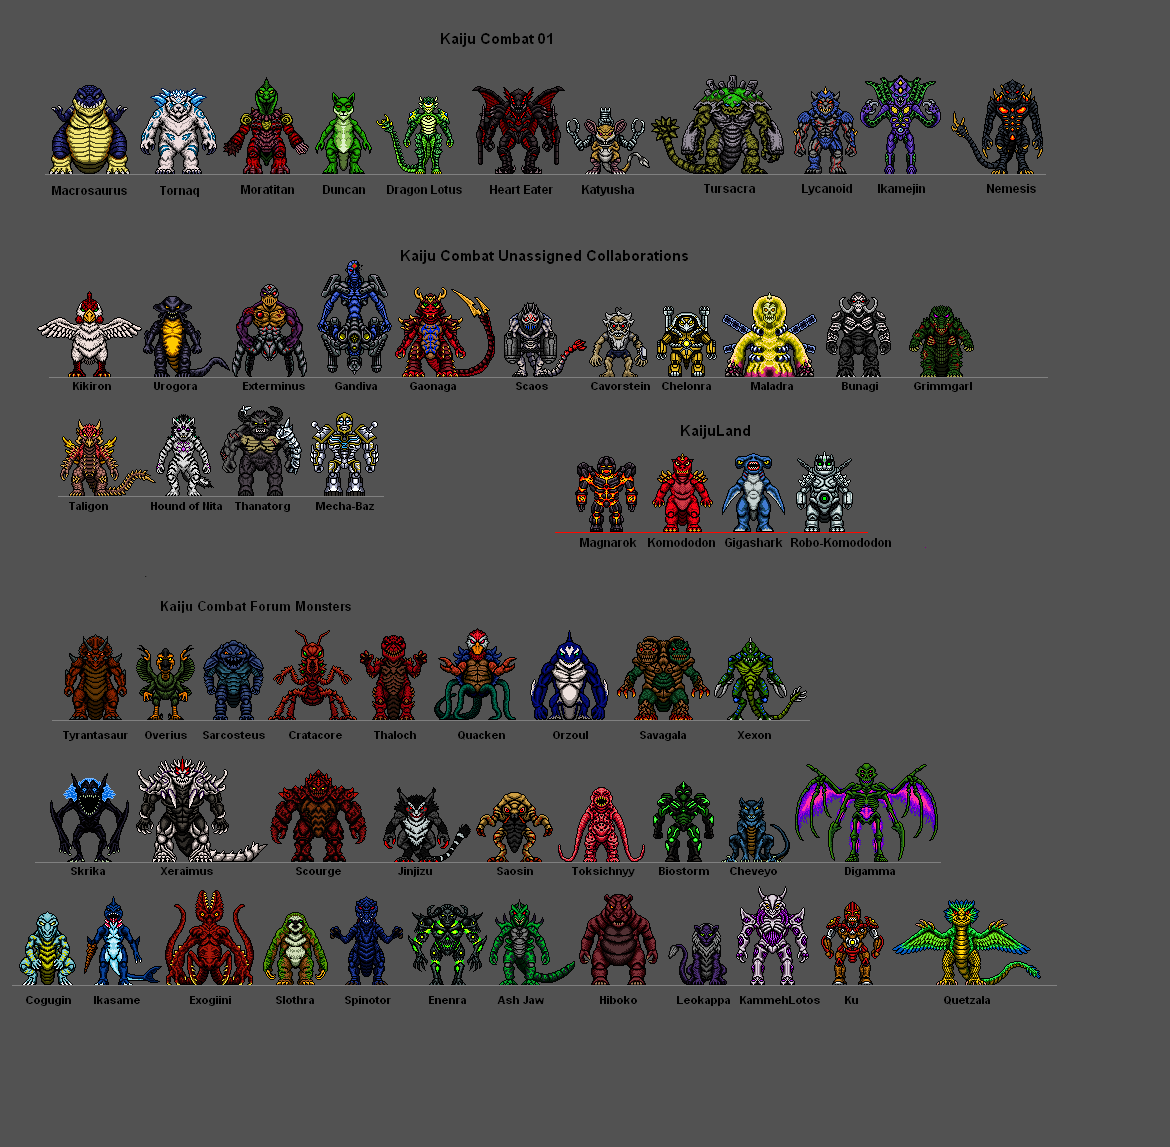 Kaiju Combat 01
Macrosaurus Tornaq Moratitan Duncan Dragon Lotus Heart Eater Katyusha Tursacra Lycanoid Ikamejin Nemesis
Kaiju Combat Unassigned Collaborations
Kikiron Urogora Exterminus Gandiva Gaonaga Scaos Cavorstein Chelonra Maladra Bunagi Grimmgarl
KaijuLand
Taligon Hound of Nita Thanatorg Mecha-Baz
Magnarok Komododon Gigashark Robo-Komododon
Kaiju Combat Forum Monsters
Tyrantasaur Overius Sarcosteus Cratacore Thaloch Quacken Orzoul Savagala Xexon
Skrika Xeraimus Scourge Jinjizu Saosin Toksichnyy Biostorm Cheveyo Digamma
Cogugin Ikasame Exogiini Slothra Spinotor Enenra Ash Jaw Hiboko Leokappa KammehLotos Ku Quetzala